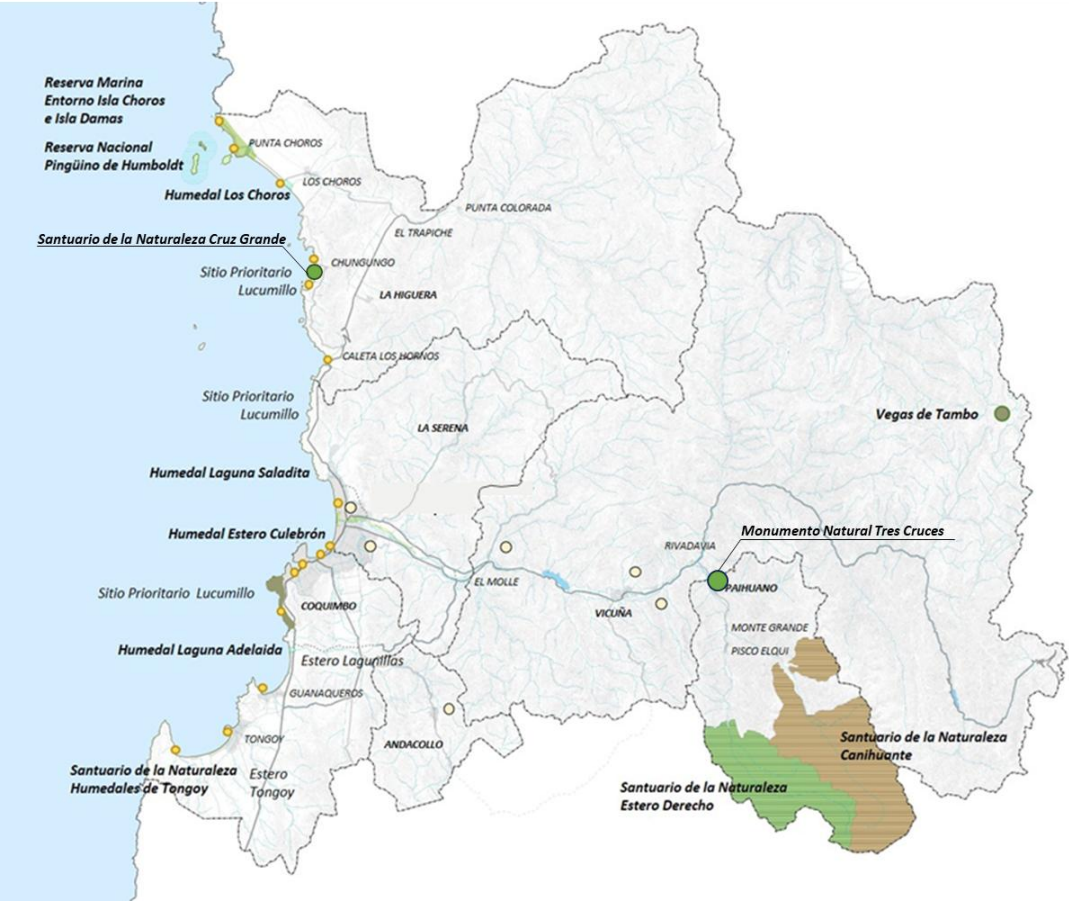 Reserva Marina
Entorno Isla Choros
e Isla Damas
Reserva Nacional
Pingüino de Humboldt
PUNTA CHOROS
LOS CHOROS
Humedal Los Choros
PUNTA COLORADA
EL TRAPICHE
Santuario de la Naturaleza Cruz Grande
CHUNGUNGO
Sitio Prioritario
Lucumillo
LA HIGUERA
CALETA LOS HORNOS
Sitio Prioritario
Lucumillo
LA SERENA
Vegas de Tambo
Humedal Laguna Saladita
Humedal Estero Culebrón
Monumento Natural Tres Cruces
RIVADAVIA
EL MOLLE
PAIHUANO
Sitio Prioritario Lucumillo
COQUIMBO
VICUÑA
MONTE GRANDE
PISCO ELQUI
Humedal Laguna Adelaida
Estero Lagunillas
GUANAQUEROS
TONGOY
ANDACOLLO
Santuario de la Naturaleza
Canihuante
Santuario de la Naturaleza
Humedales de Tongoy
Estero
Tongoy
Santuario de la Naturaleza
Estero Derecho